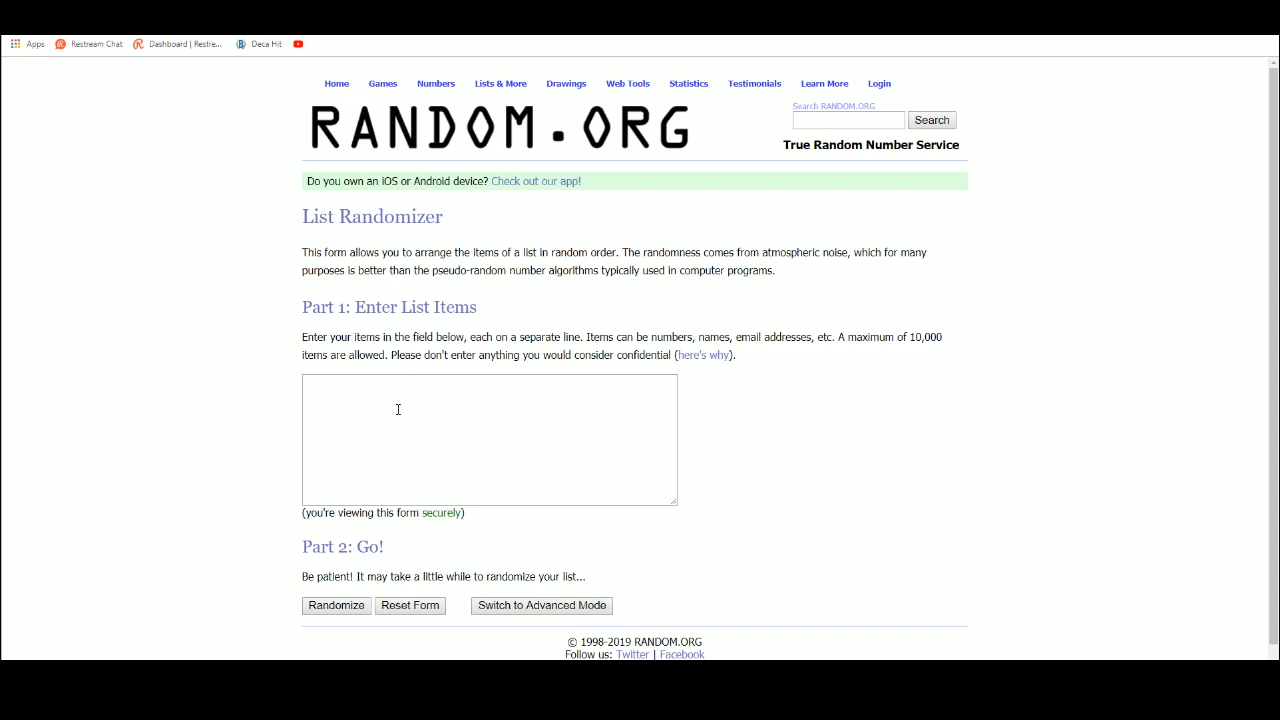 Apps Restream Chat Dashboard | Restre... Deca Hit
Home Games Numbers Lists & More Drawings Web Tools Statistics Testimonials Learn More Login
RANDOM.ORG
Search RANDOM.ORG
Search
True Random Number Service
Do you own an iOS or Android device? Check out our app!
List Randomizer
This form allows you to arrange the items of a list in random order. The randomness comes from atmospheric noise, which for many
purposes is better than the pseudo-random number algorithms typically used in computer programs.
Part 1: Enter List Items
Enter your items in the field below, each on a separate line. Items can be numbers, names, email addresses, etc. A maximum of 10,000
items are allowed. Please don't enter anything you would consider confidential (here's why).
(you're viewing this form securely)
Part 2: Go!
Be patient! It may take a little while to randomize your list...
Randomize Reset Form Switch to Advanced Mode
© 1998-2019 RANDOM.ORG
Follow us: Twitter | Facebook